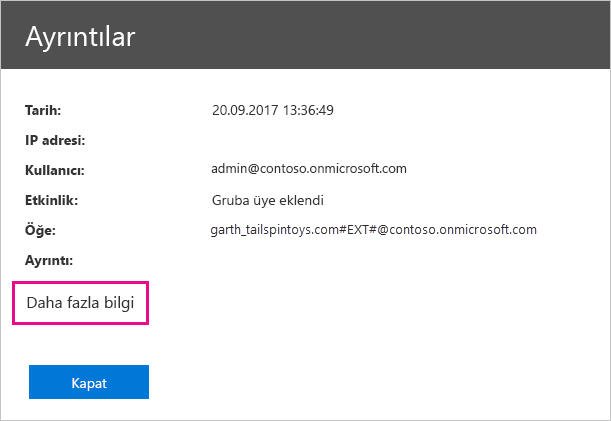 Ayrıntılar
Tarih: 20.09.2017 13:36:49
IP adresi:
Kullanıcı: admin@contoso.onmicrosoft.com
Etkinlik: Gruba üye eklendi
Öğe: garth_tailspintoys.com#EXT#@contoso.onmicrosoft.com
Ayrıntı:
Daha fazla bilgi
Kapat